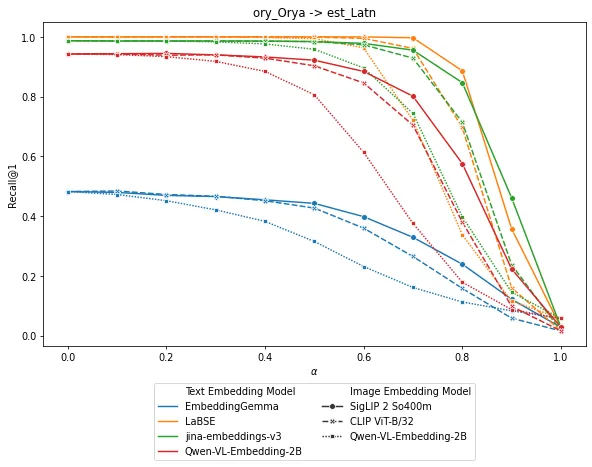 ory_Orya -> est_Latn
1.0
0.8
0.6
0.4
0.2
0.0
Recall@1
0.0 0.2 0.4 0.6 0.8 1.0
α
Text Embedding Model
EmbeddingGemma
LaBSE
jina-embeddings-v3
Qwen-VL-Embedding-2B
Image Embedding Model
SigLIP 2 So400m
CLIP ViT-B/32
Qwen-VL-Embedding-2B